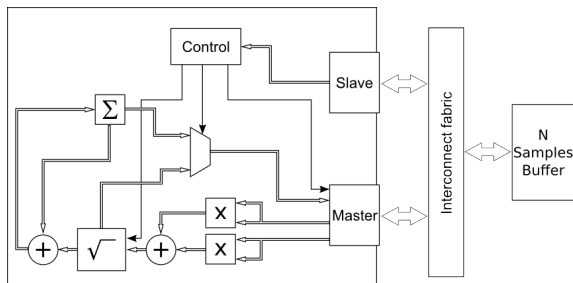 Control
Slave
Σ
Interconnect fabric
N
Samples
Buffer
Master
X
X
+
√
+